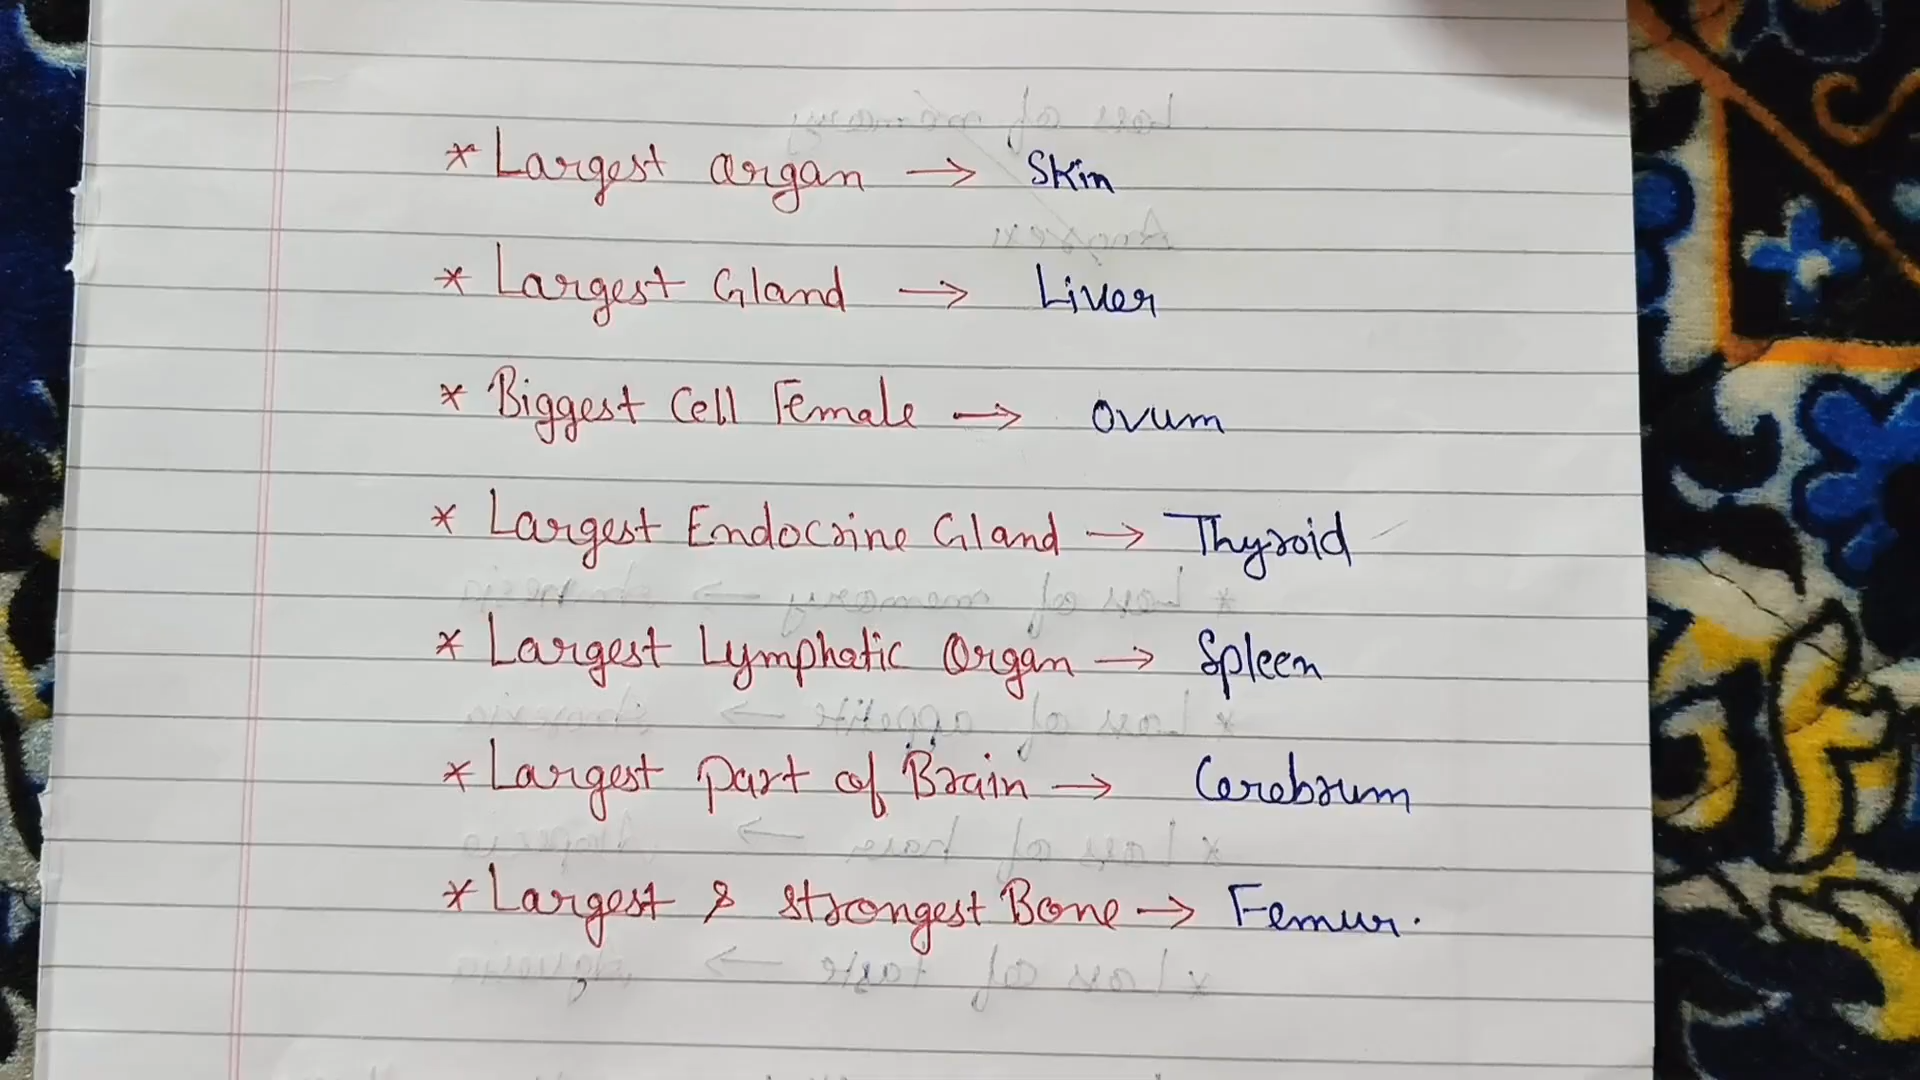 * Largest organ → Skin
* Largest Gland → Liver
* Biggest Cell Female → Ovum
* Largest Endocrine Gland → Thyroid
* Largest Lymphatic Organ → Spleen
* Largest part of Brain → Cerebrum
* Largest & strongest Bone → Femur.